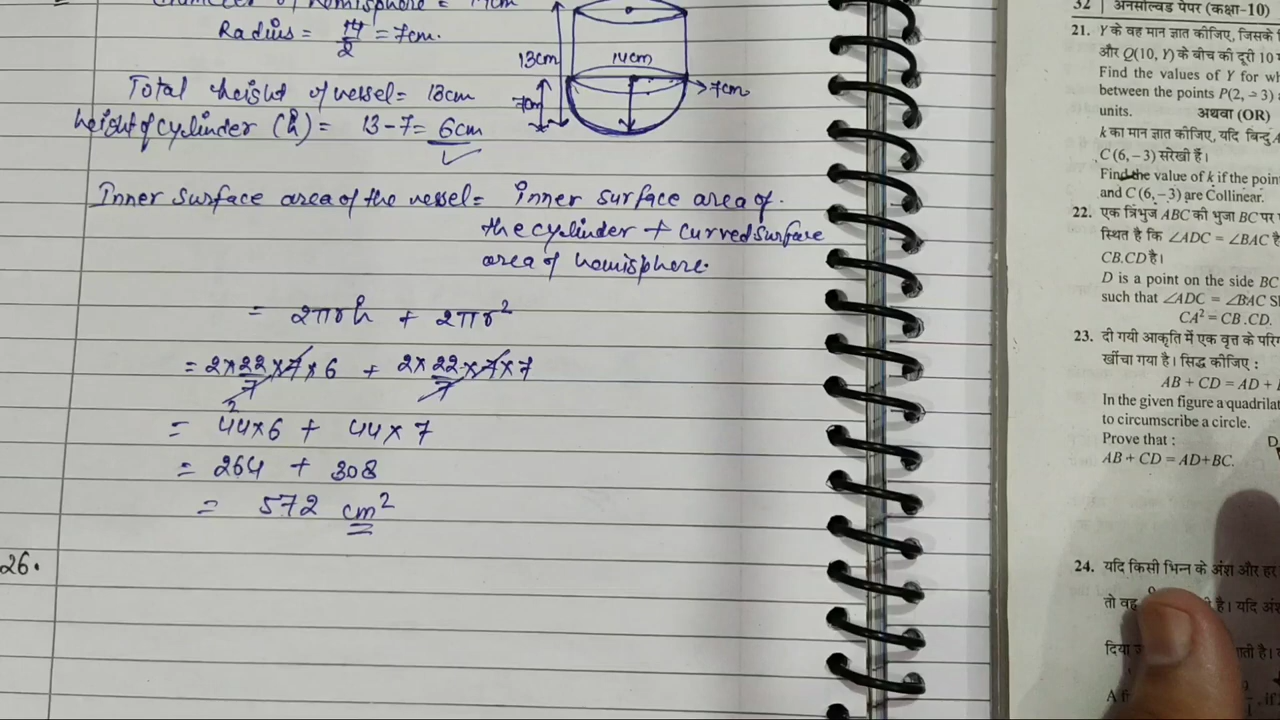 Diameter of hemisphere = 14cm
Radius = 14/2 = 7cm.
13cm
14cm
7cm
7cm
Total height of vessel = 13cm
height of cylinder (h) = 13-7 = 6cm
Inner surface area of the vessel = inner surface area of.
the cylinder + curved surface
area of hemisphere.
= 2πrh + 2πr²
= 2×22/7×7×6 + 2×22/7×7×7
= 44×6 + 44×7
= 264 + 308
= 572 cm²
26.
32 | अनसोल्वड पेपर (कक्षा-10)
21. Y के वह मान ज्ञात कीजिए, जिसके
और Q(10, Y) के बीच की दूरी 10
Find the values of Y for
between the points P(2, -3)
units. अथवा (OR)
k का मान ज्ञात कीजिए, यदि बिन्दु
C (6, -3) सरेखी हैं।
Find the value of k if the
and C (6, -3) are Collinear.
22. एक त्रिभुज ABC की भुजा BC पर
स्थित है कि ∠ADC = ∠BAC
CB.CD है।
D is a point on the side BC
such that ∠ADC = ∠BAC
CA² = CB.CD.
23. दी गयी आकृति में एक वृत्त के
खींचा गया है। सिद्ध कीजिए :
AB + CD = AD +
In the given figure a
to circumscribe a circle.
Prove that : D
AB + CD = AD+BC.
24. यदि किसी भिन्न के अंश और हर
तो वह है। यदि
दिया
A